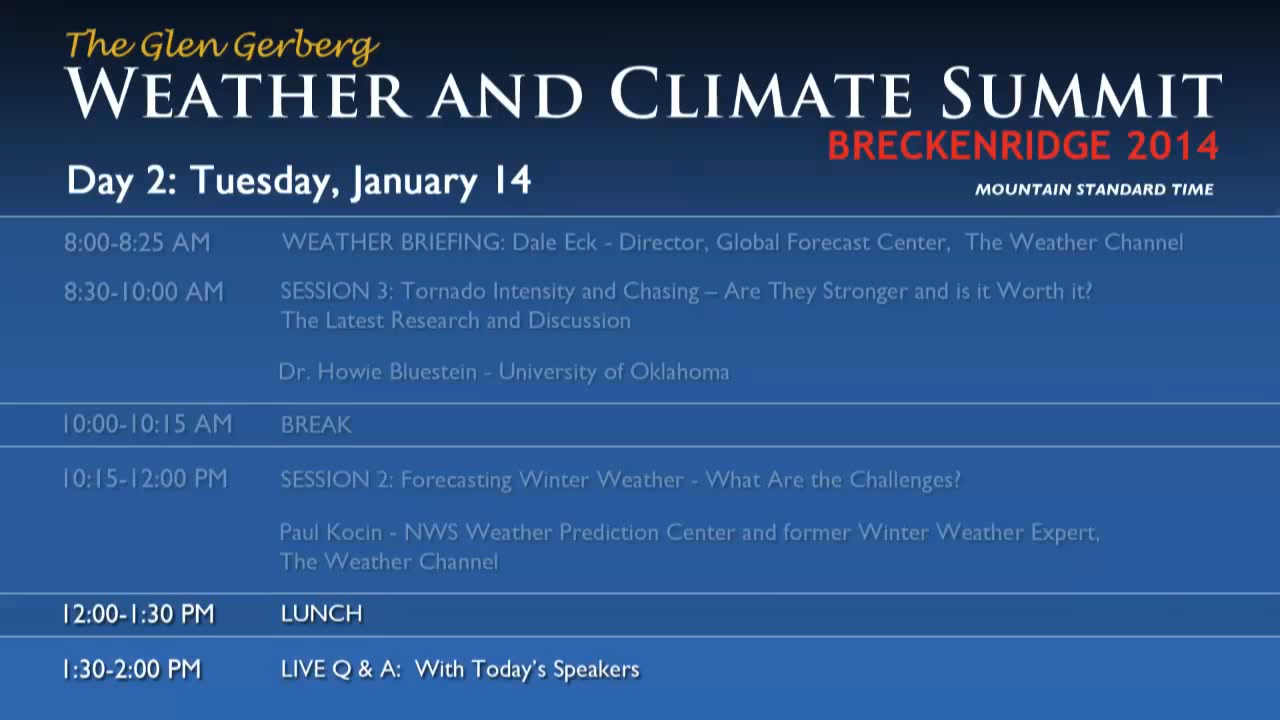 The Glen Gerberg
WEATHER AND CLIMATE SUMMIT
BRECKENRIDGE 2014
Day 2: Tuesday, January 14
MOUNTAIN STANDARD TIME
8:00-8:25 AM WEATHER BRIEFING: Dale Eck - Director, Global Forecast Center, The Weather Channel
8:30-10:00 AM SESSION 3: Tornado Intensity and Chasing – Are They Stronger and is it Worth it?
The Latest Research and Discussion
Dr. Howie Bluestein - University of Oklahoma
10:00-10:15 AM BREAK
10:15-12:00 PM SESSION 2: Forecasting Winter Weather - What Are the Challenges?
Paul Kocin - NWS Weather Prediction Center and former Winter Weather Expert,
The Weather Channel
12:00-1:30 PM LUNCH
1:30-2:00 PM LIVE Q & A: With Today's Speakers